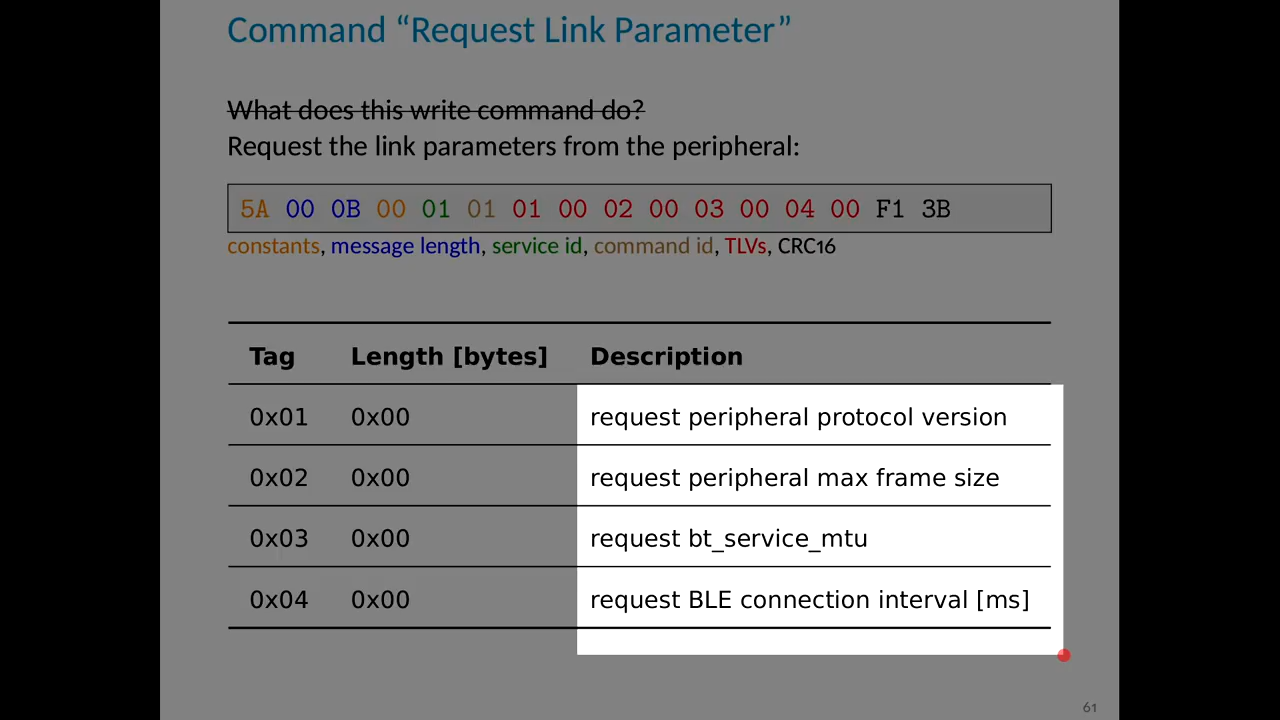 Command “Request Link Parameter”
What does this write command do?
Request the link parameters from the peripheral:
5A 00 0B 00 01 01 01 00 02 00 03 00 04 00 F1 3B
constants, message length, service id, command id, TLVs, CRC16
Tag Length [bytes] Description
0x01 0x00 request peripheral protocol version
0x02 0x00 request peripheral max frame size
0x03 0x00 request bt_service_mtu
0x04 0x00 request BLE connection interval [ms]
61